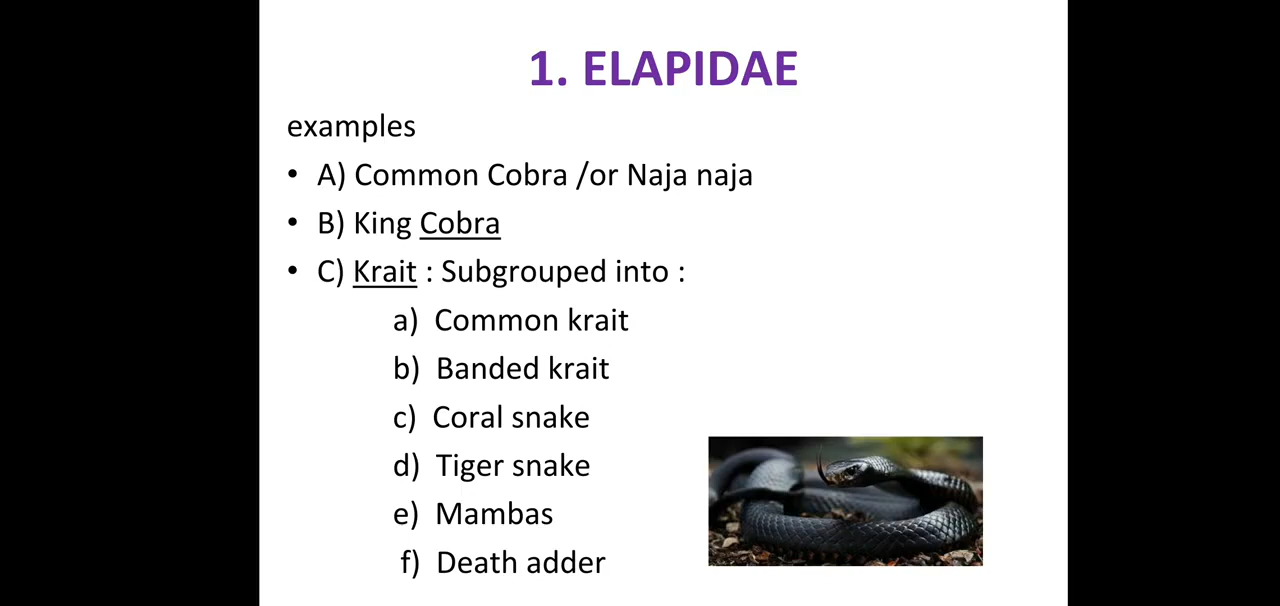 1. ELAPIDAE
examples
• A) Common Cobra /or Naja naja
• B) King Cobra
• C) Krait : Subgrouped into :
a) Common krait
b) Banded krait
c) Coral snake
d) Tiger snake
e) Mambas
f) Death adder